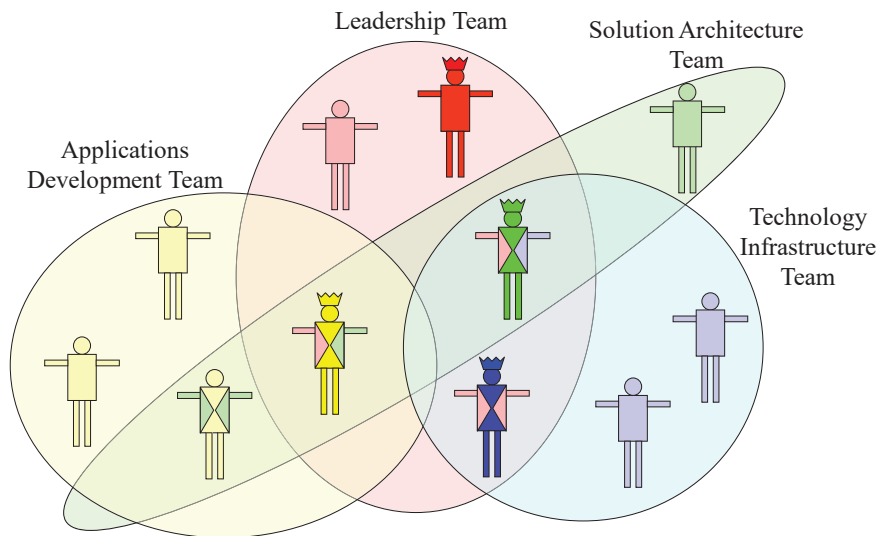 Leadership Team
Solution Architecture
Team
Applications
Development Team
Technology
Infrastructure
Team